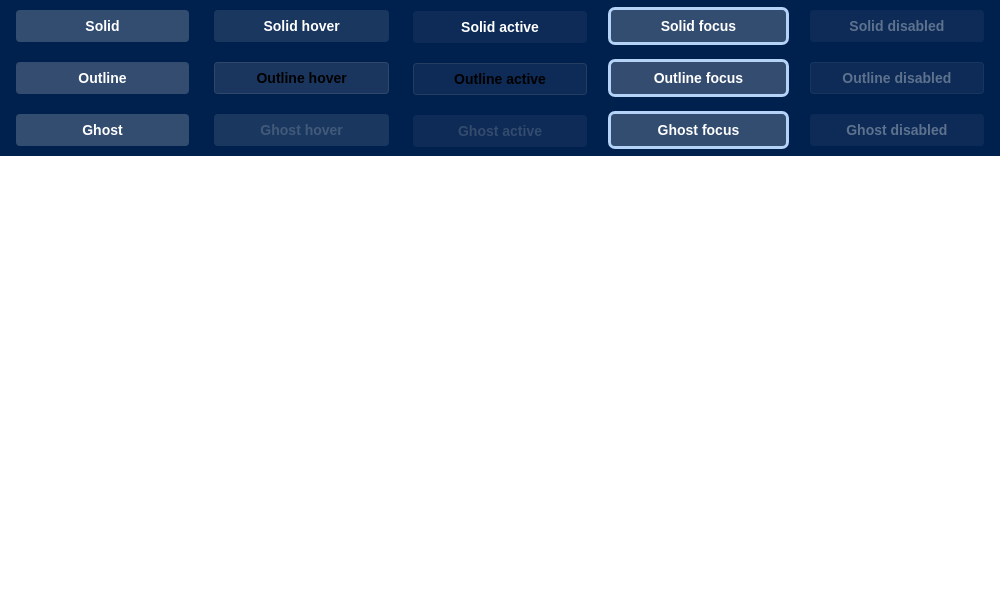 Solid Solid hover Solid active Solid focus Solid disabled
Outline Outline hover Outline active Outline focus Outline disabled
Ghost Ghost hover Ghost active Ghost focus Ghost disabled